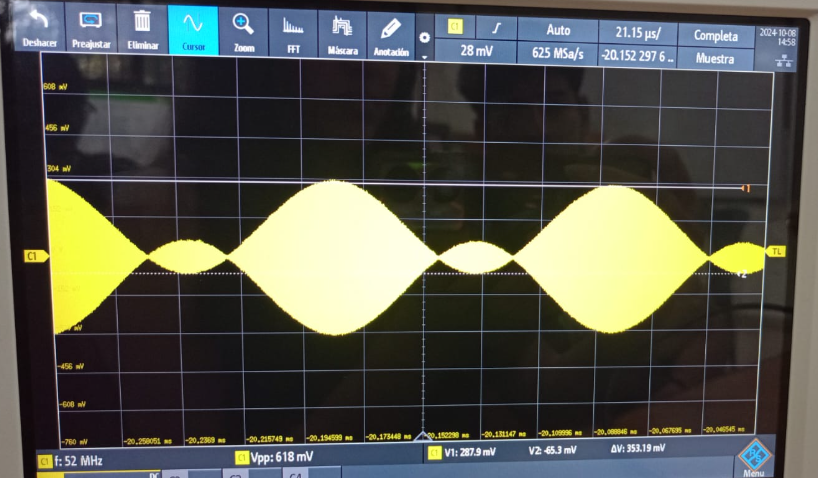 C1
Auto
21.15 µs/
Completa
2024-10-08
14:58
Deshacer
Preajustar
Eliminar
Cursor
Zoom
FFT
Máscara
Anotación
28 mV
625 MSa/s
-20.152 297 6 ..
Muestra
608 mV
456 mV
304 mV
1
C1
TL
2
-456 mV
-608 mV
-760 mV
-20.258051 ms
-20.2369 ms
-20.215749 ms
-20.194599 ms
-20.173448 ms
-20.152298 ms
-20.131147 ms
-20.109996 ms
-20.088846 ms
-20.067695 ms
-20.046545 ms
C1 f: 52 MHz
C1 Vpp: 618 mV
C1 V1: 287.9 mV
V2: -65.3 mV
ΔV: 353.19 mV
Menu
DC